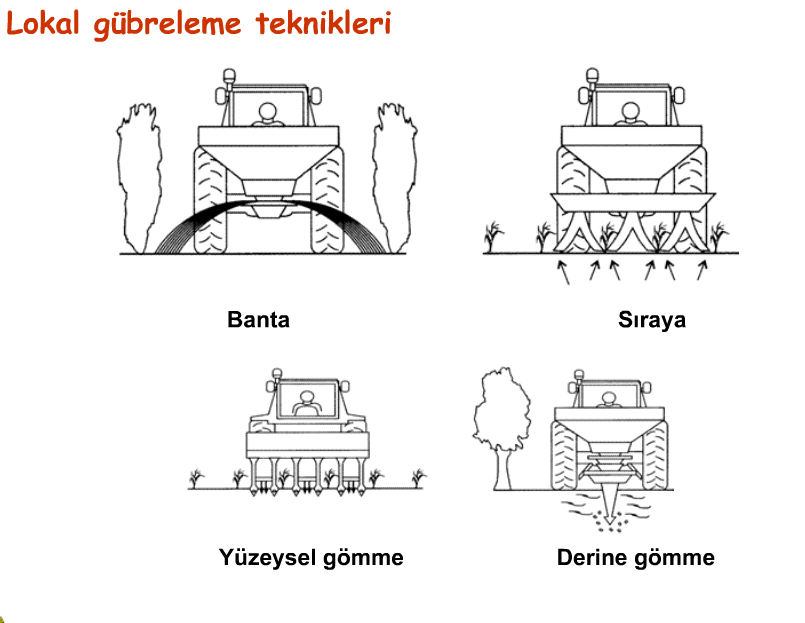 Lokal gübreleme teknikleri
Banta
Sıraya
Yüzeysel gömme
Derine gömme